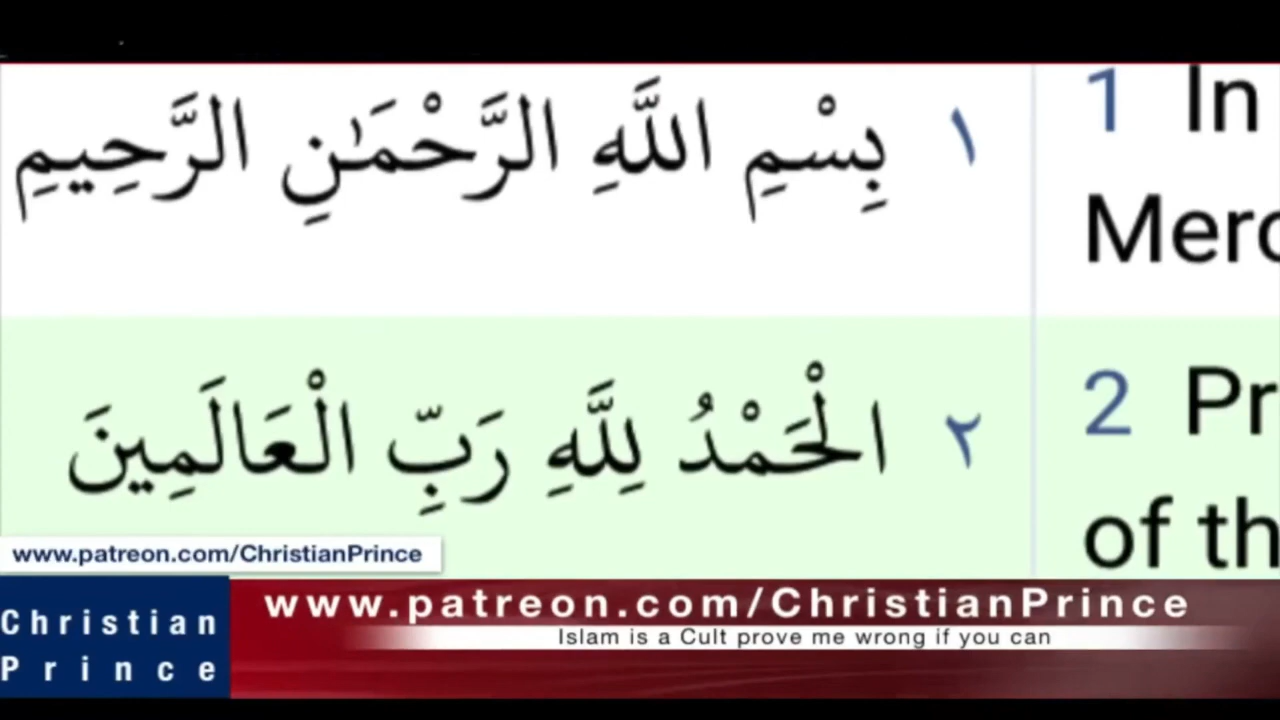 بِسْمِ اللَّهِ الرَّحْمَٰنِ الرَّحِيمِ ١
1 In
Merc
الْحَمْدُ لِلَّهِ رَبِّ الْعَالَمِينَ ٢
2 Pr
of th
www.patreon.com/ChristianPrince
Christian
Prince
www.patreon.com/ChristianPrince
Islam is a Cult prove me wrong if you can